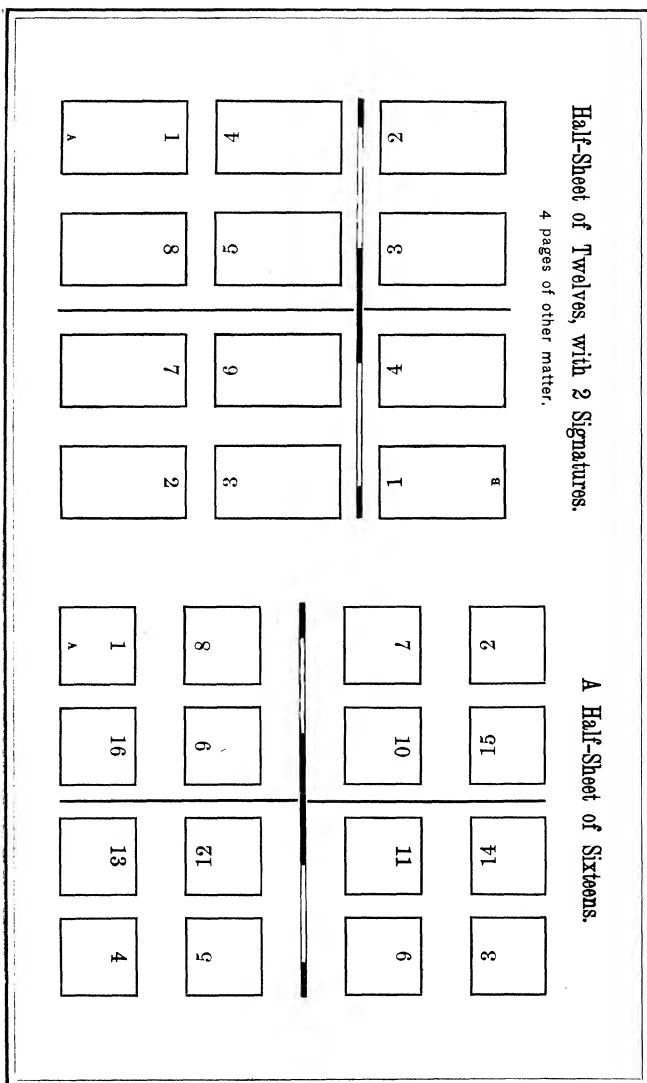 Half-Sheet of Twelves, with 2 Signatures.
4 pages of other matter.
B
2 3 4 1
4 5 6 3
1 8 7 2
A
A Half-Sheet of Sixteens.
2 15 14 3
7 10 11 6
8 9 12 5
1 16 13 4
A